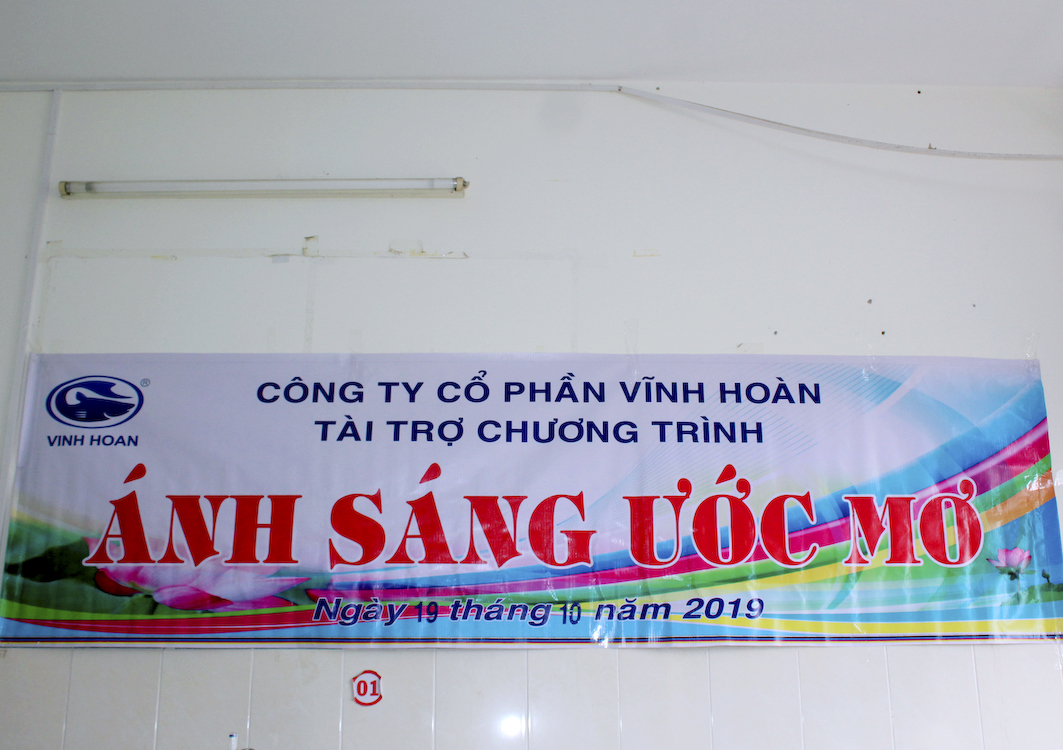 CÔNG TY CỔ PHẦN VĨNH HOÀN
TÀI TRỢ CHƯƠNG TRÌNH
®
VINH HOAN
ÁNH SÁNG ƯỚC MƠ
Ngày 19 tháng 10 năm 2019
01